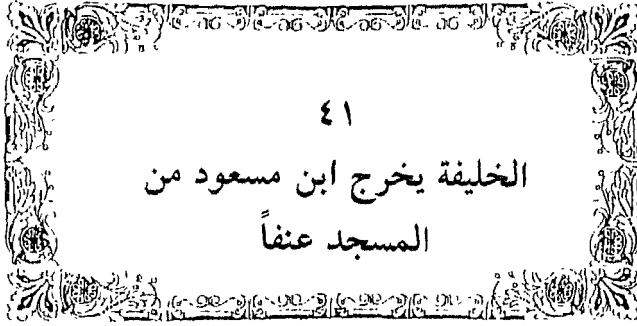 ٤١
الخليفة يخرج ابن مسعود من
المسجد عنفاً